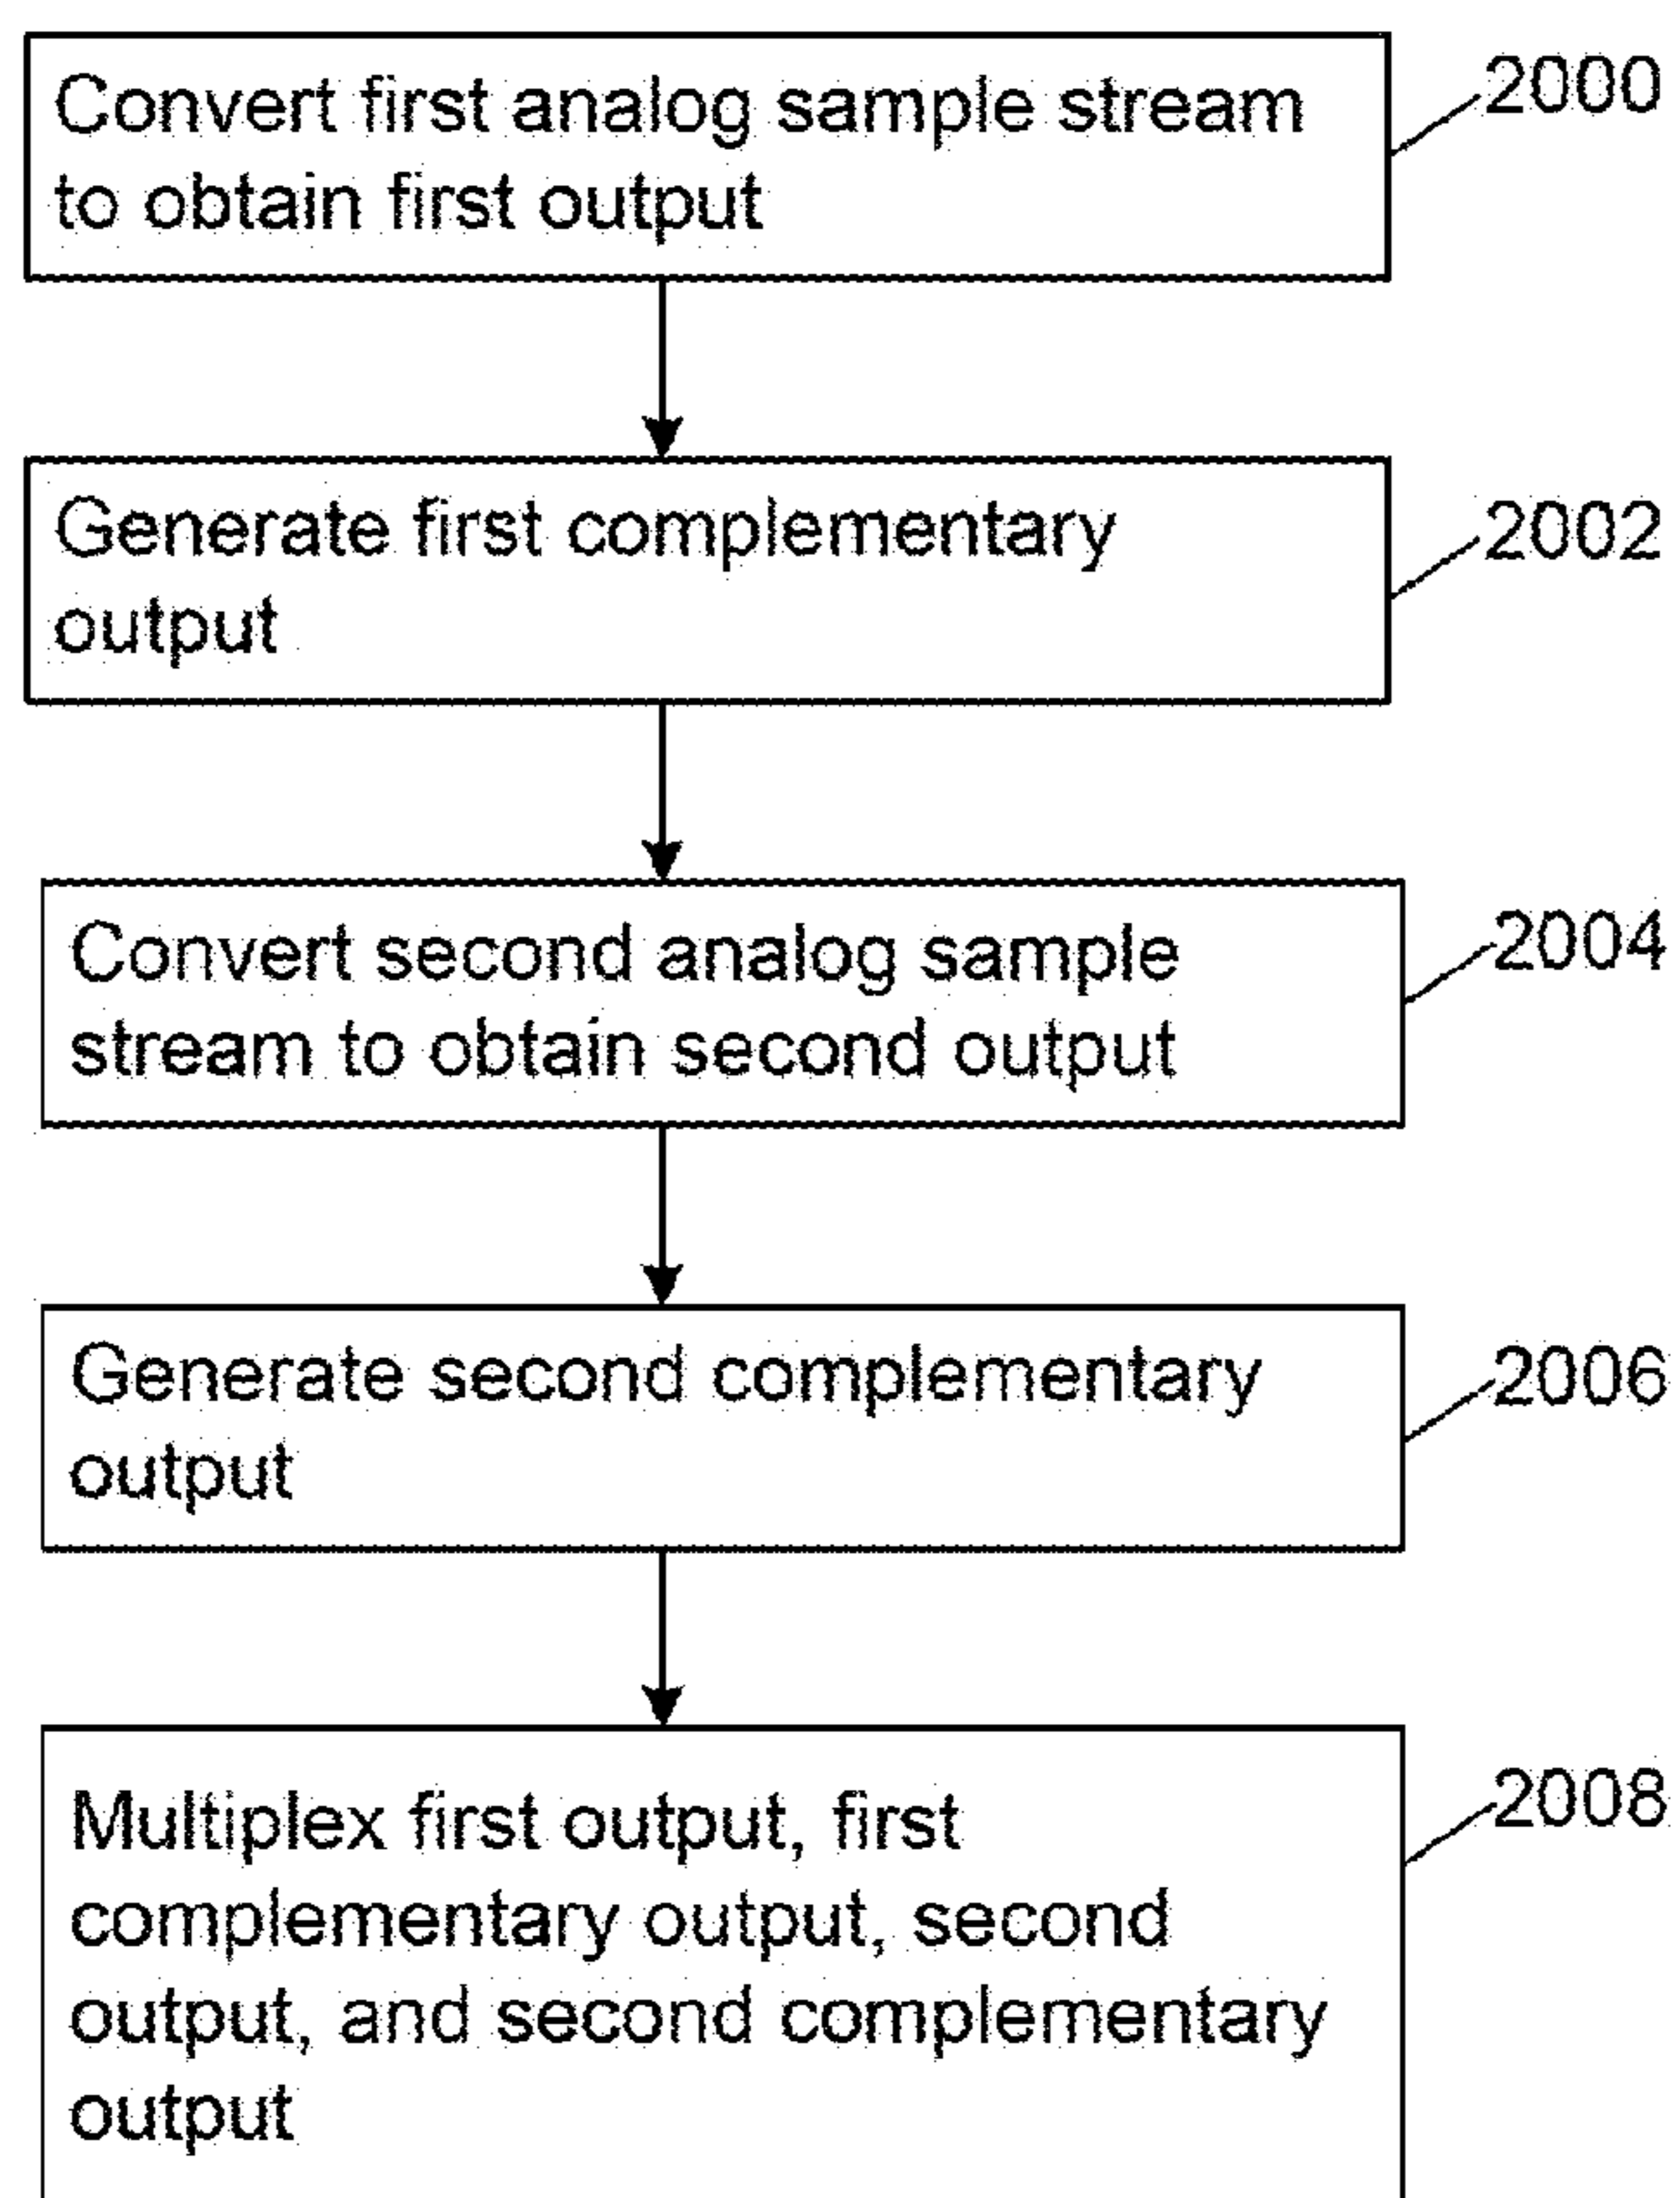 Convert first analog sample stream
to obtain first output
2000
Generate first complementary
output
2002
Convert second analog sample
stream to obtain second output
2004
Generate second complementary
output
2006
Multiplex first output, first
complementary output, second
output, and second complementary
output
2008